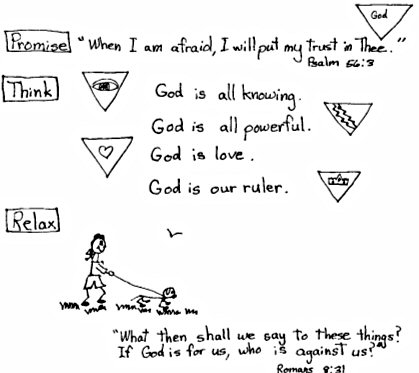 God
Promise "When I am afraid, I will put my trust in Thee."
Psalm 56:3
Think
God is all knowing.
God is all powerful.
God is love.
God is our ruler.
Relax
"What then shall we say to these things?
If God is for us, who is against us?"
Romans 8:31